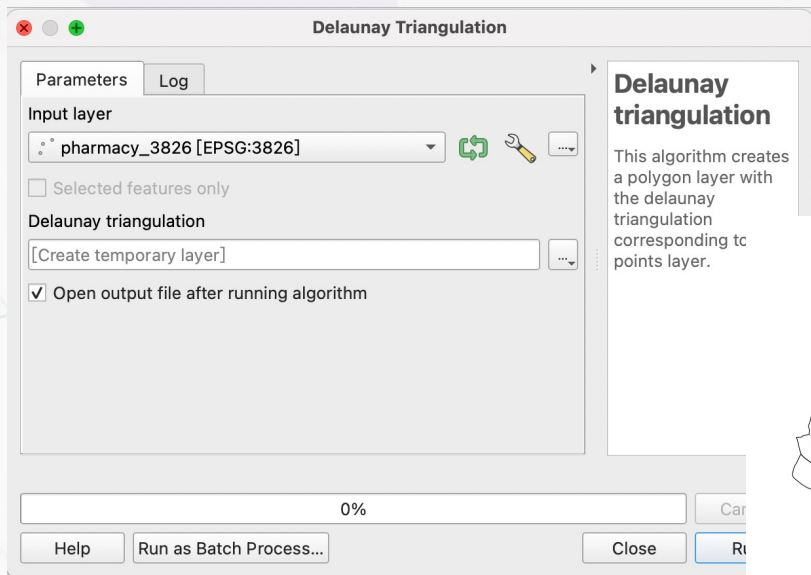 Delaunay Triangulation
Parameters
Log
Input layer
pharmacy_3826 [EPSG:3826]
...
Selected features only
Delaunay triangulation
[Create temporary layer]
...
Open output file after running algorithm
Delaunay
triangulation
This algorithm creates
a polygon layer with
the delaunay
triangulation
corresponding to
points layer.
0%
Help
Run as Batch Process...
Close